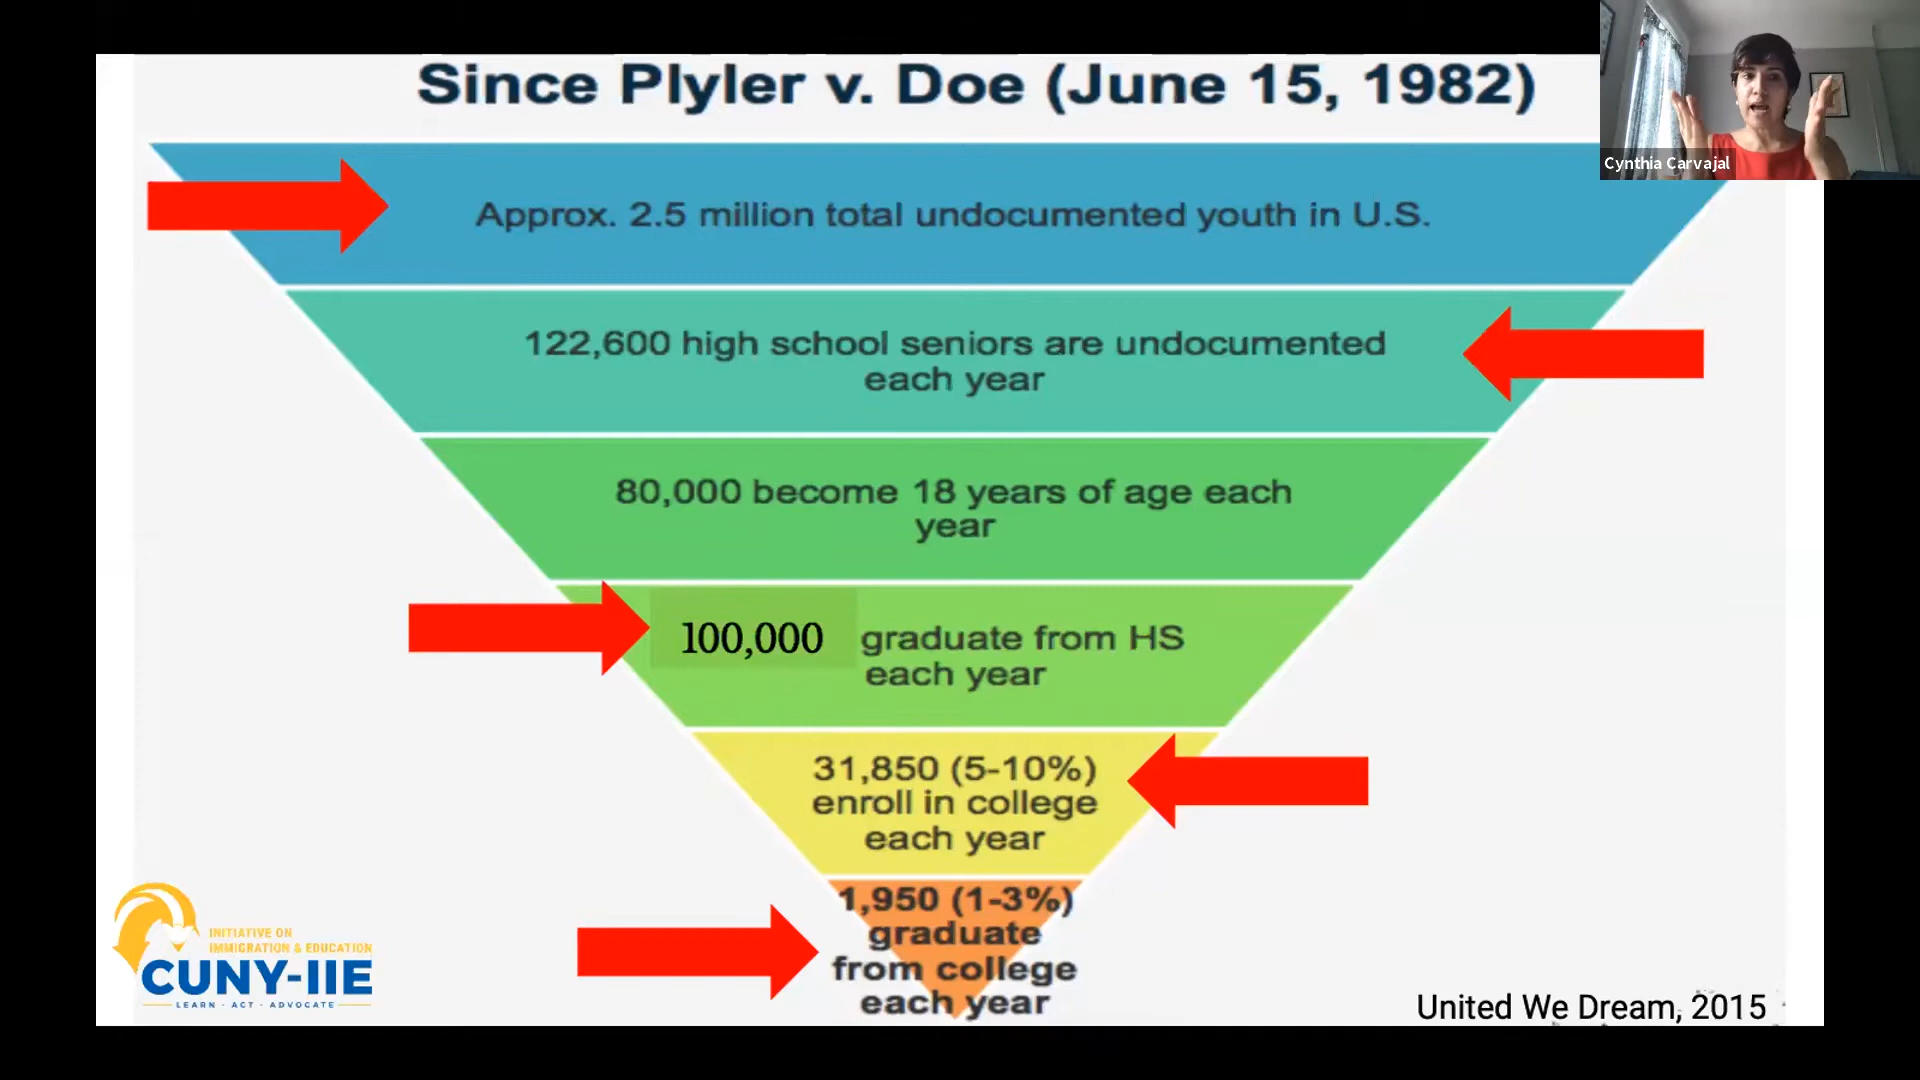 Since Plyler v. Doe (June 15, 1982)
Cynthia Carvajal
Approx. 2.5 million total undocumented youth in U.S.
122,600 high school seniors are undocumented
each year
80,000 become 18 years of age each
year
100,000 graduate from HS
each year
31,850 (5-10%)
enroll in college
each year
1,950 (1-3%)
graduate
from college
each year
INITIATIVE ON
IMMIGRATION & EDUCATION
CUNY-IIE
LEARN - ACT - ADVOCATE
United We Dream, 2015